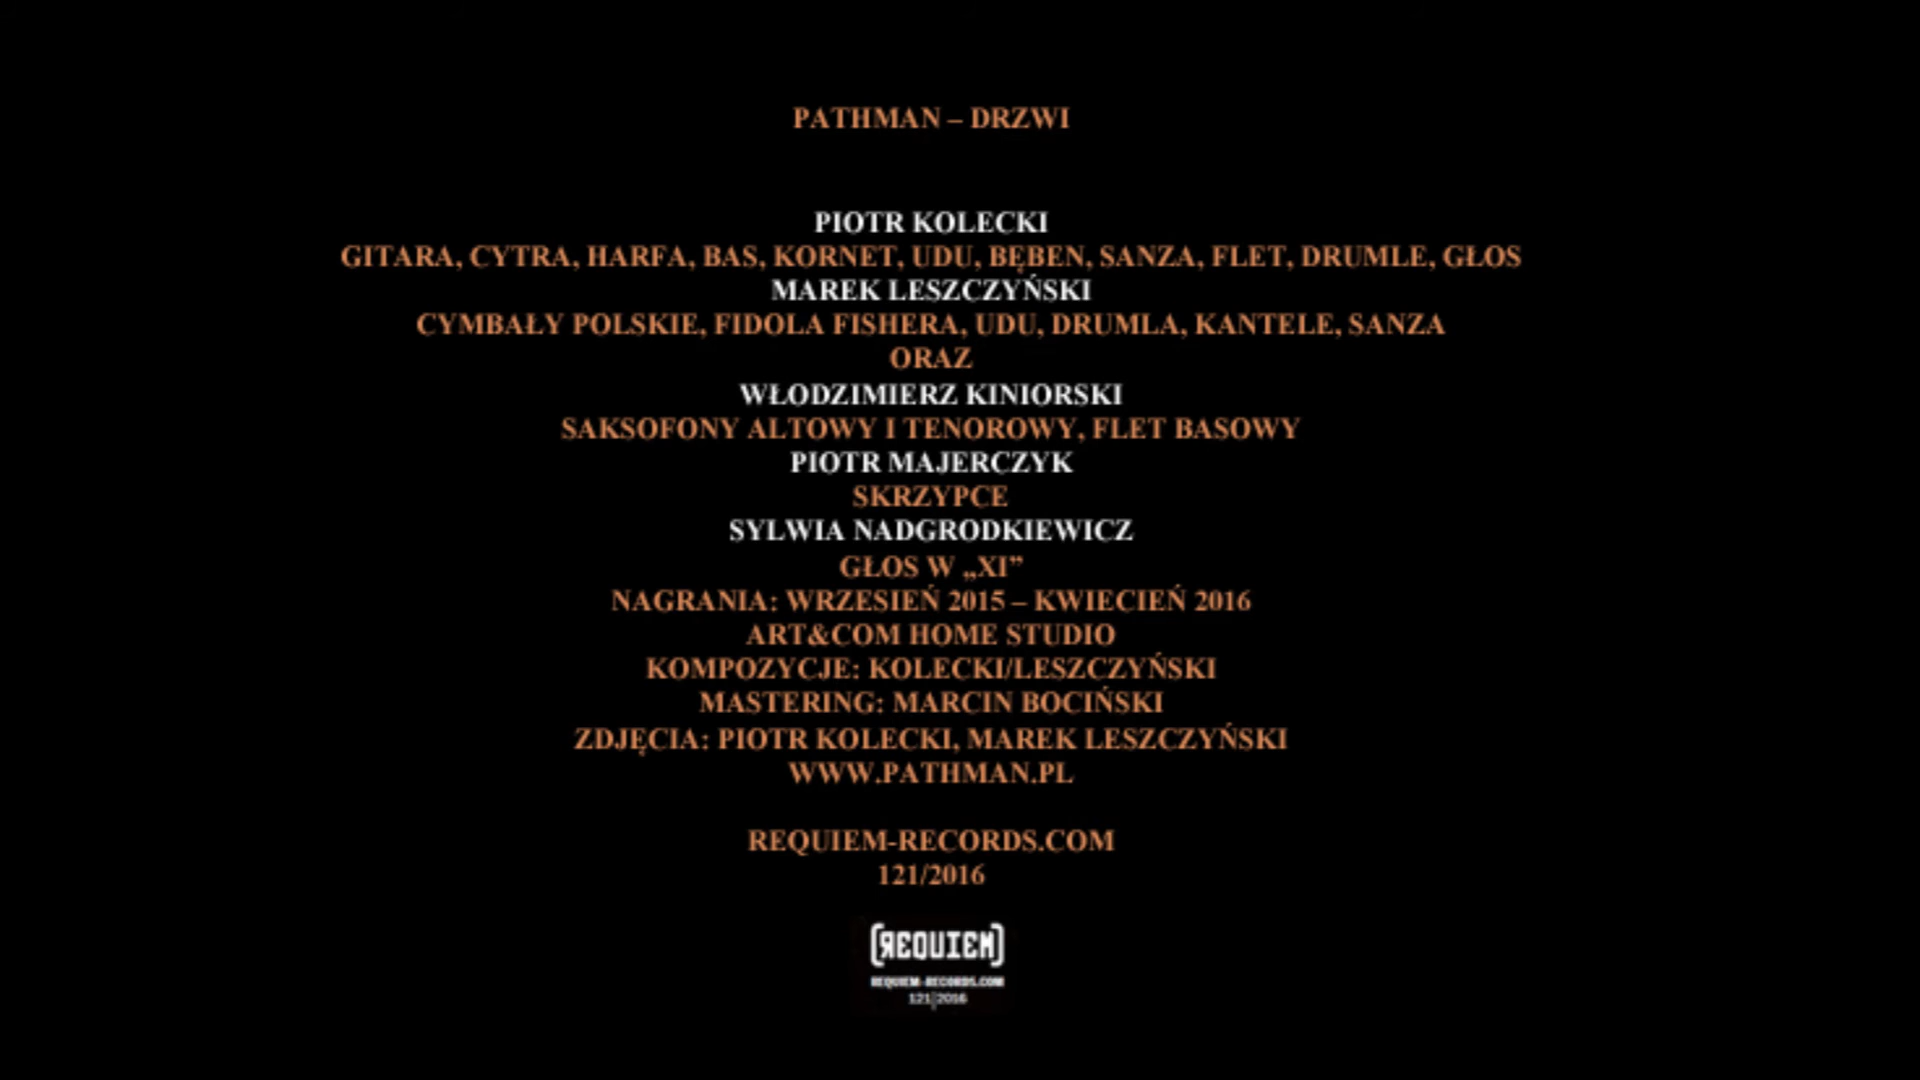 PATHMAN – DRZWI
PIOTR KOLECKI
GITARA, CYTRA, HARFA, BAS, KORNET, UDU, BĘBEN, SANZA, FLET, DRUMLE, GŁOS
MAREK LESZCZYŃSKI
CYMBAŁY POLSKIE, FIDOLA FISHERA, UDU, DRUMLA, KANTELE, SANZA
ORAZ
WŁODZIMIERZ KINIORSKI
SAKSOFONY ALTOWY I TENOROWY, FLET BASOWY
PIOTR MAJERCZYK
SKRZYPCE
SYLWIA NADGRODKIEWICZ
GŁOS W „XI”
NAGRANIA: WRZESIEŃ 2015 – KWIECIEŃ 2016
ART&COM HOME STUDIO
KOMPOZYCJE: KOLECKI/LESZCZYŃSKI
MASTERING: MARCIN BOCIŃSKI
ZDJĘCIA: PIOTR KOLECKI, MAREK LESZCZYŃSKI
WWW.PATHMAN.PL
REQUIEM-RECORDS.COM
121/2016
[REQUIEM]
REQUIEM-RECORDS.COM
121|2016